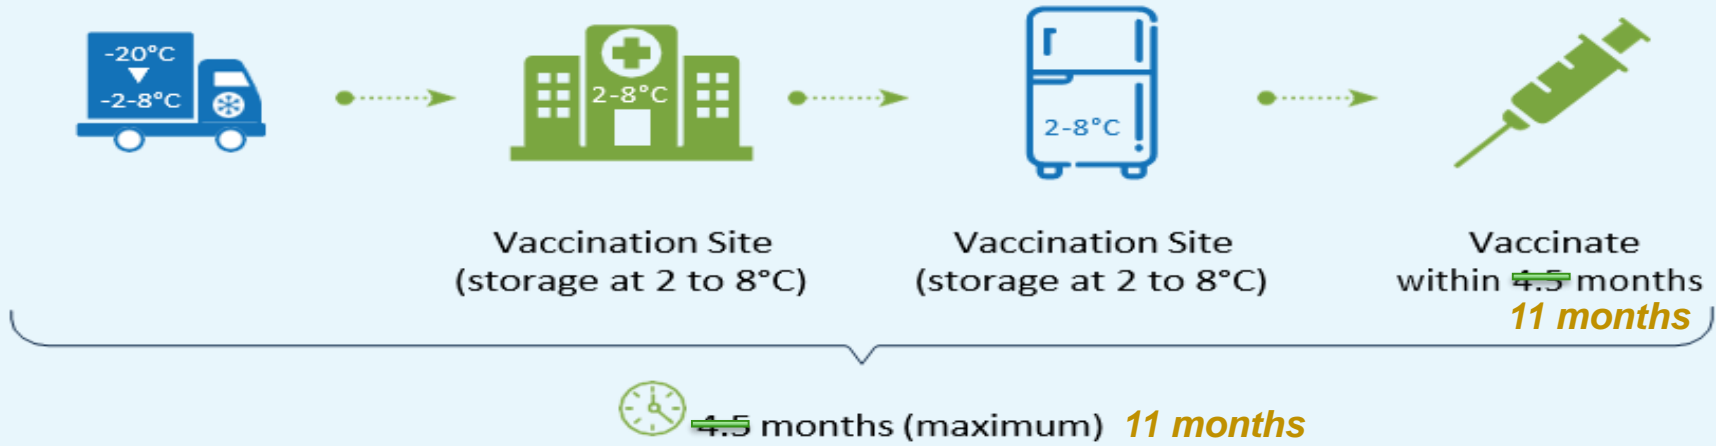 -20°C
-2-8°C
2-8°C
2-8°C
Vaccination Site
(storage at 2 to 8°C)
Vaccination Site
(storage at 2 to 8°C)
Vaccinate
within 4.5 months
11 months
4.5 months (maximum) 11 months